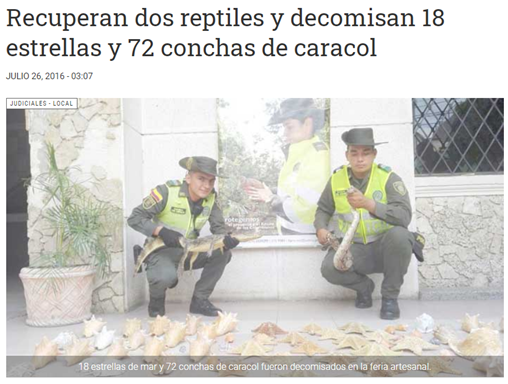 Recuperan dos reptiles y decomisan 18
estrellas y 72 conchas de caracol
JULIO 26, 2016 - 03:07
JUDICIALES - LOCAL
18 estrellas de mar y 72 conchas de caracol fueron decomisados en la feria artesanal.